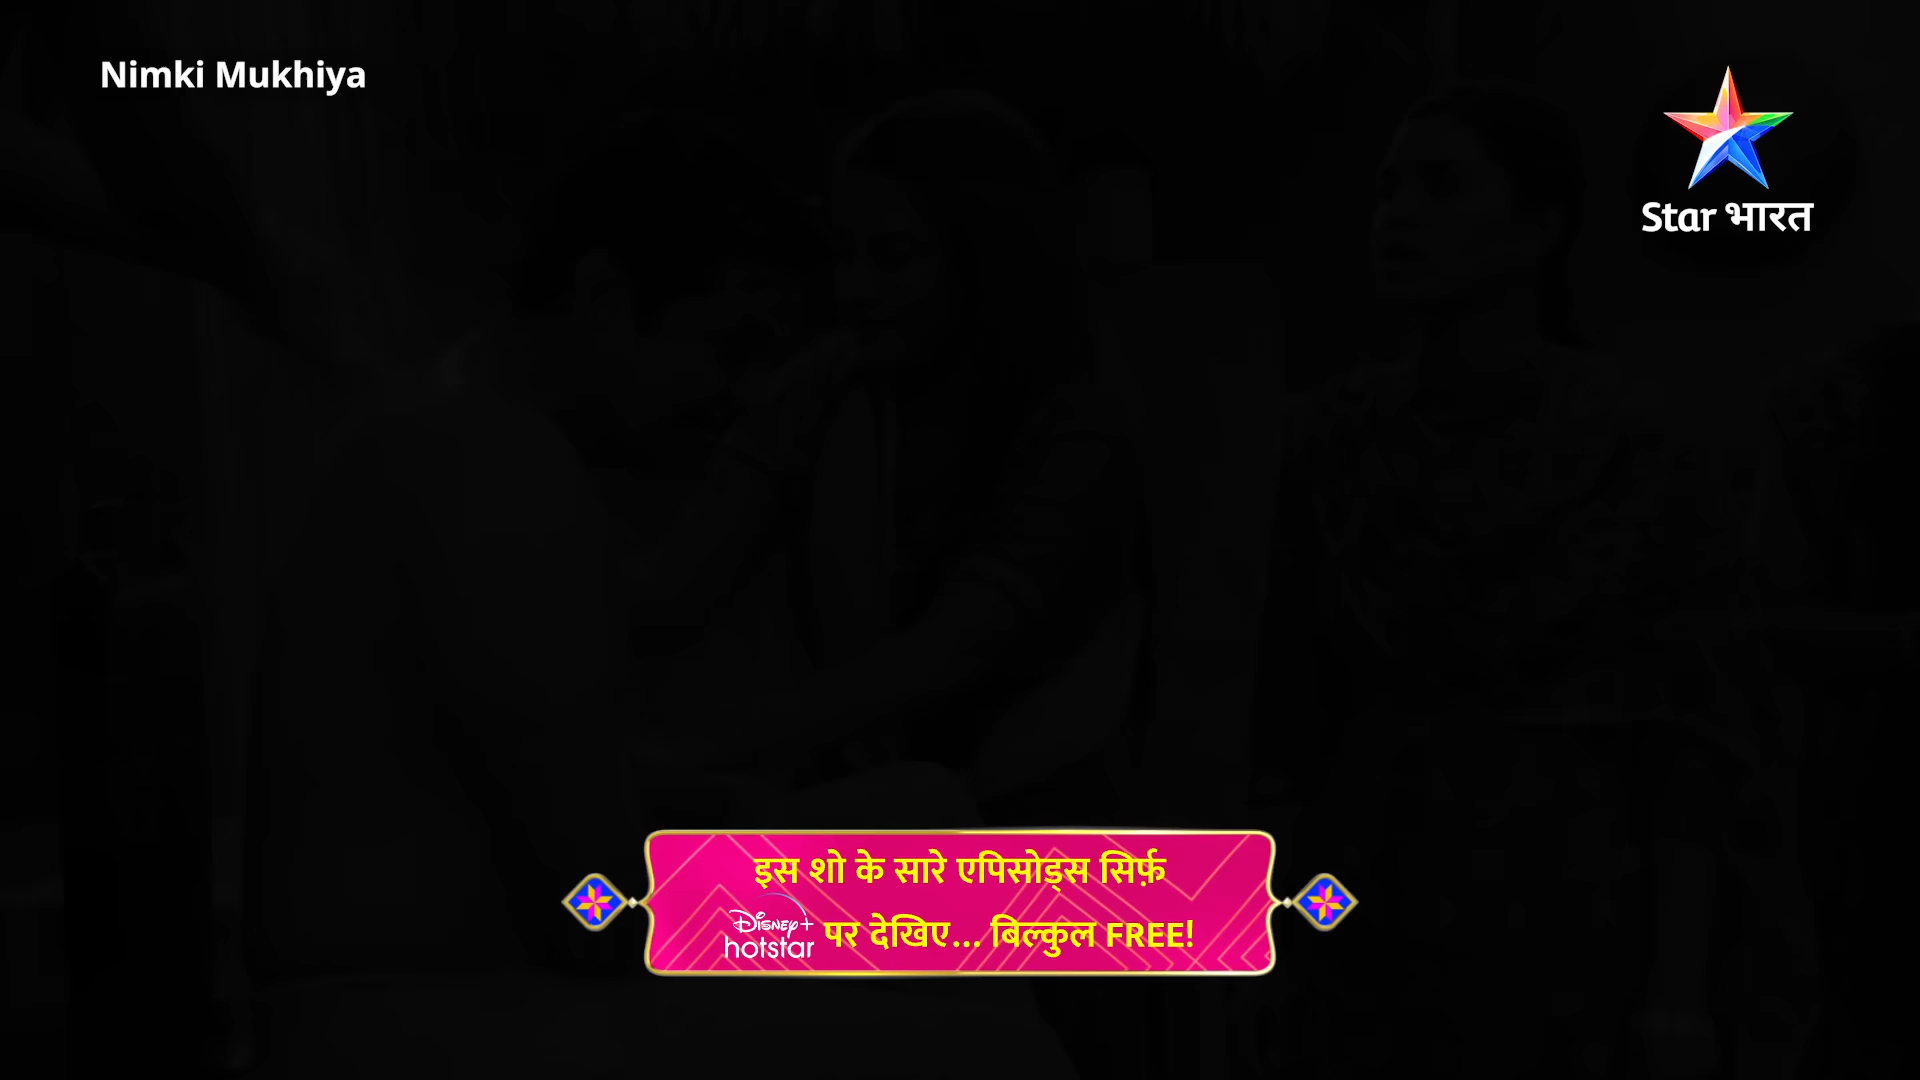 Nimki Mukhiya
Star भारत
इस शो के सारे एपिसोड्स सिर्फ़
Disney+ hotstar पर देखिए... बिल्कुल FREE!